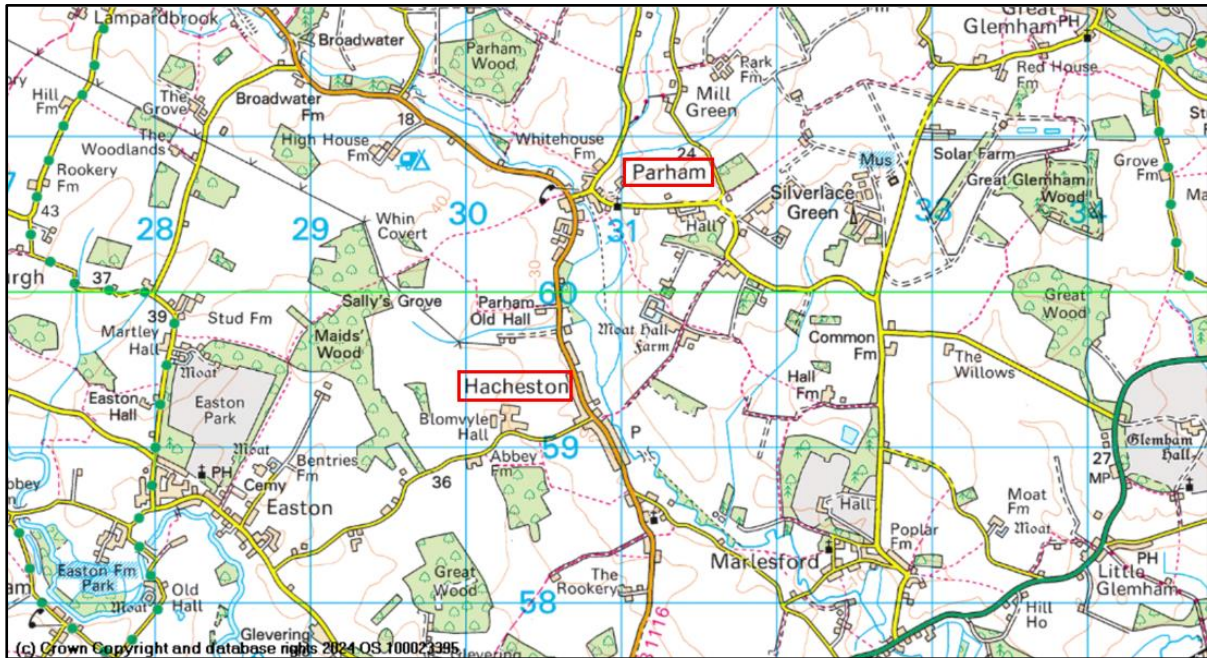 Lampardbrook
Broadwater
Parham
Wood
Park
Fm
Great
Glemham
PH
Red House
Fm
Hill
Fm
The
Grove
Broadwater
Fm
18
Mill
Green
The
Woodlands
High House
Fm
Whitehouse
Fm
24
Mus
Solar Farm
Grove
Fm
Rookery
Fm
Parham
Silverlace
Green
Great Glemham
Wood
43
28
29
30
40
31
33
34
Whin
Covert
Hall
30
37
60
39
Stud Fm
Sally's Grove
Parham
Old Hall
Moat Hall
Farm
Great
Wood
Martley
Hall
Moat
Maids'
Wood
Common
Fm
The
Willows
Easton
Hall
Easton
Park
Hacheston
Hall
Fm
Blomvyle
Hall
59
P
Moat
Abbey
Fm
Glemham
Hall
27
MP
PH
Bentries
Fm
Cemy
36
Easton
Hall
Moat
Fm
Moat
Poplar
Fm
Marlesford
Easton Fm
Park
Great
Wood
The
Rookery
PH
Little
Glemham
Moat
Old
Hall
58
Hill
Ho
Glevering
B 1116
(c) Crown Copyright and database rights 2024 OS 100023395